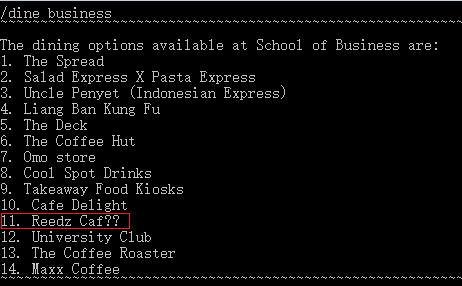 /dine business
~~~~~~~~~~~~~~~~~~~~~~~~~~~~~~~~~~~~~~~~~~~~~~~~~~~~~~~~~
The dining options available at School of Business are:
1. The Spread
2. Salad Express X Pasta Express
3. Uncle Penyet (Indonesian Express)
4. Liang Ban Kung Fu
5. The Deck
6. The Coffee Hut
7. Omo store
8. Cool Spot Drinks
9. Takeaway Food Kiosks
10. Cafe Delight
11. Reedz Caf??
12. University Club
13. The Coffee Roaster
14. Maxx Coffee
~~~~~~~~~~~~~~~~~~~~~~~~~~~~~~~~~~~~~~~~~~~~~~~~~~~~~~~~~